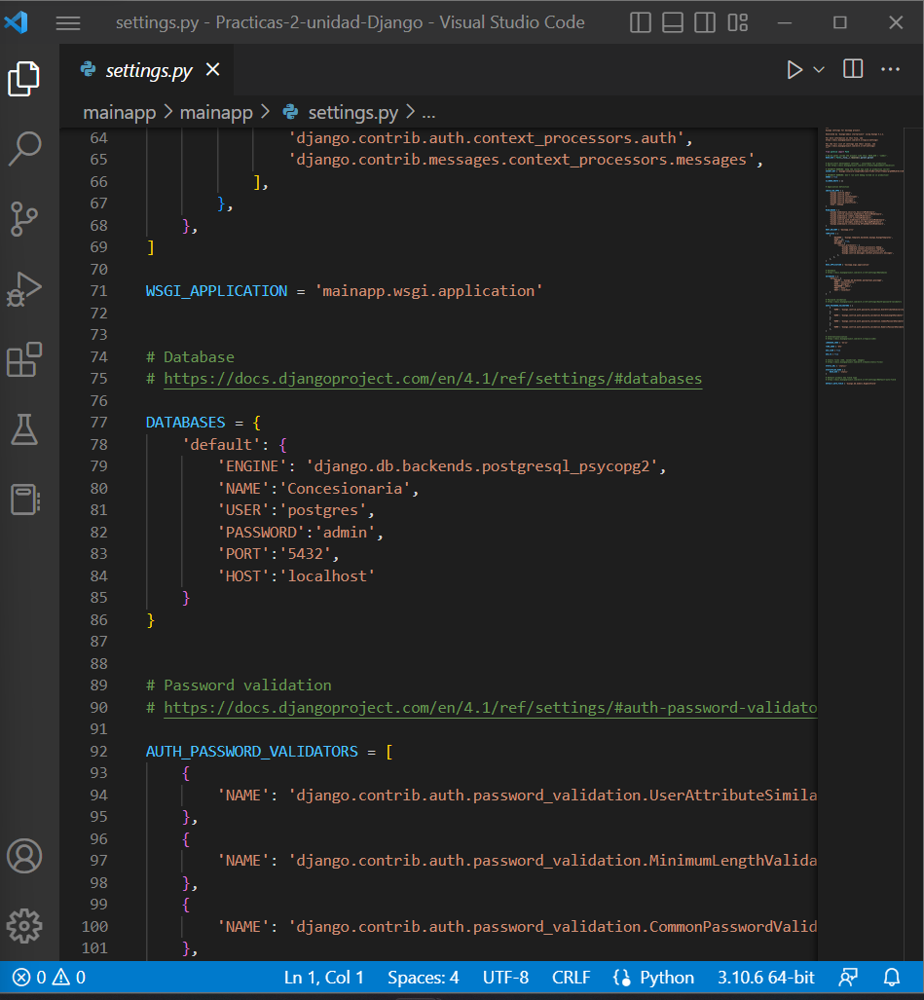 settings.py - Practicas-2-unidad-Django - Visual Studio Code
settings.py
mainapp > mainapp > settings.py > ...
64 'django.contrib.auth.context_processors.auth',
65 'django.contrib.messages.context_processors.messages',
66 ],
67 },
68 },
69 ]
70
71 WSGI_APPLICATION = 'mainapp.wsgi.application'
72
73
74 # Database
75 # https://docs.djangoproject.com/en/4.1/ref/settings/#databases
76
77 DATABASES = {
78 'default': {
79 'ENGINE': 'django.db.backends.postgresql_psycopg2',
80 'NAME':'Concesionaria',
81 'USER':'postgres',
82 'PASSWORD':'admin',
83 'PORT':'5432',
84 'HOST':'localhost'
85 }
86 }
87
88
89 # Password validation
90 # https://docs.djangoproject.com/en/4.1/ref/settings/#auth-password-validato
91
92 AUTH_PASSWORD_VALIDATORS = [
93 {
94 'NAME': 'django.contrib.auth.password_validation.UserAttributeSimila
95 },
96 {
97 'NAME': 'django.contrib.auth.password_validation.MinimumLengthValida
98 },
99 {
100 'NAME': 'django.contrib.auth.password_validation.CommonPasswordValid
101 },
0 0 Ln 1, Col 1 Spaces: 4 UTF-8 CRLF {} Python 3.10.6 64-bit